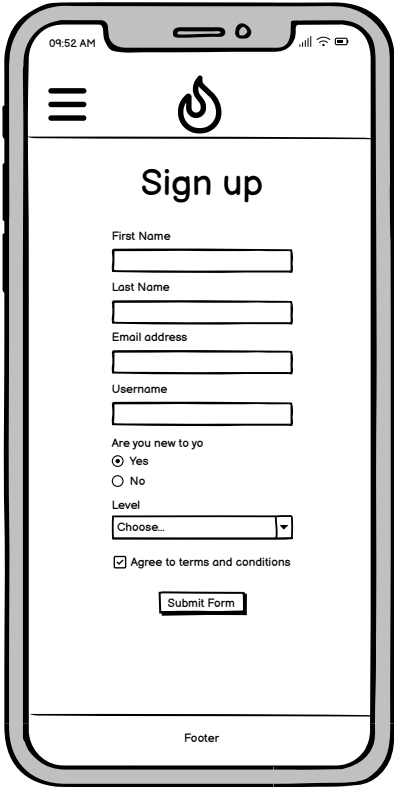 09:52 AM
Sign up
First Name
Last Name
Email address
Username
Are you new to yo
Yes
No
Level
Choose...
Agree to terms and conditions
Submit Form
Footer